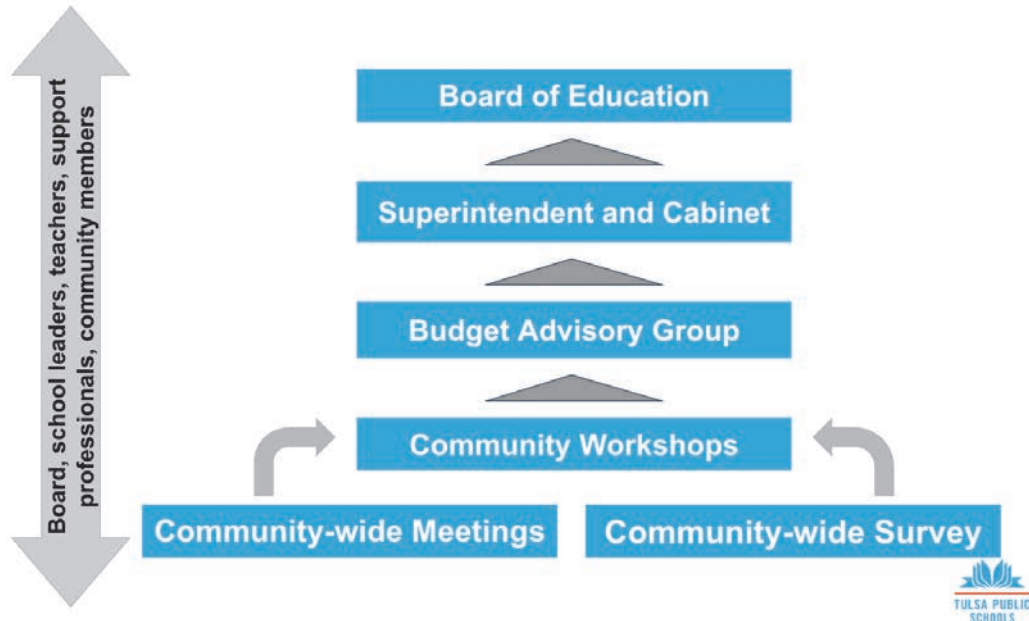 Board, school leaders, teachers, support
professionals, community members
Board of Education
Superintendent and Cabinet
Budget Advisory Group
Community Workshops
Community-wide Meetings
Community-wide Survey
TULSA PUBLIC
SCHOOLS